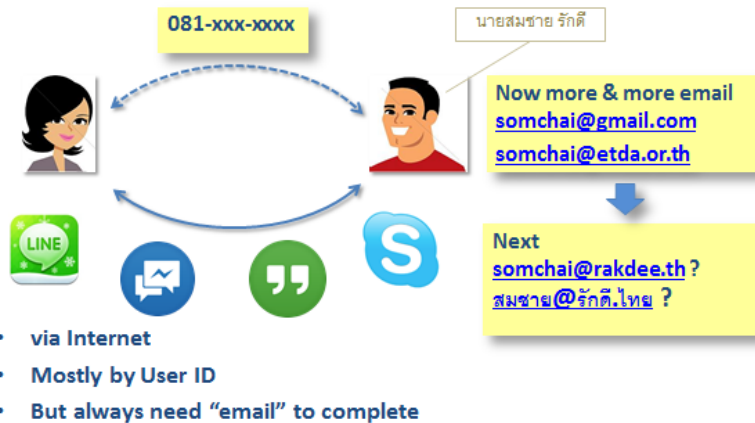 081-xxx-xxxx
นายสมชาย รักดี
Now more & more email
somchai@gmail.com
somchai@etda.or.th
LINE
Next
somchai@rakdee.th ?
สมชาย@รักดี.ไทย ?
• via Internet
• Mostly by User ID
• But always need “email” to complete